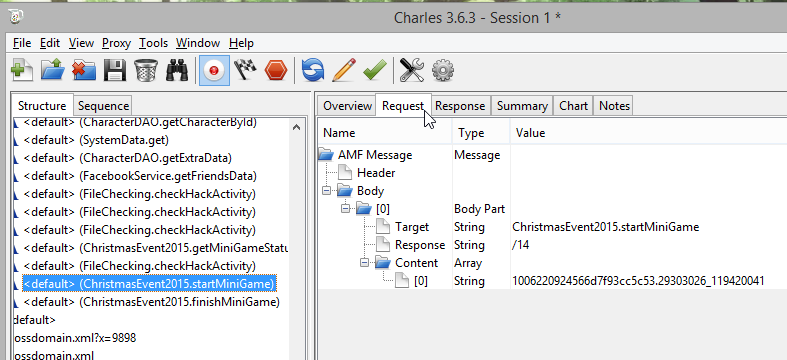 Charles 3.6.3 - Session 1 *
File Edit View Proxy Tools Window Help
Structure Sequence
<default> (CharacterDAO.getCharacterById)
<default> (SystemData.get)
<default> (CharacterDAO.getExtraData)
<default> (FacebookService.getFriendsData)
<default> (FileChecking.checkHackActivity)
<default> (FileChecking.checkHackActivity)
<default> (FileChecking.checkHackActivity)
<default> (ChristmasEvent2015.getMiniGameStatu
<default> (FileChecking.checkHackActivity)
<default> (ChristmasEvent2015.startMiniGame)
<default> (ChristmasEvent2015.finishMiniGame)
default>
ossdomain.xml?x=9898
ossdomain.xml
Overview Request Response Summary Chart Notes
Name Type Value
AMF Message Message
Header
Body
[0] Body Part
Target String ChristmasEvent2015.startMiniGame
Response String /14
Content Array
[0] String 1006220924566d7f93cc5c53.29303026_119420041